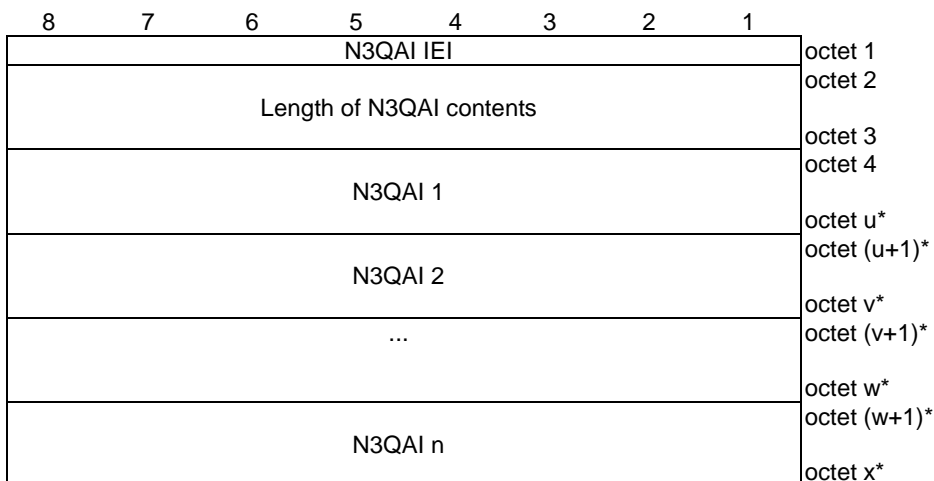 8 7 6 5 4 3 2 1
N3QAI IEI octet 1
octet 2
Length of N3QAI contents
octet 3
octet 4
N3QAI 1
octet u*
octet (u+1)*
N3QAI 2
octet v*
... octet (v+1)*
octet w*
octet (w+1)*
N3QAI n
octet x*